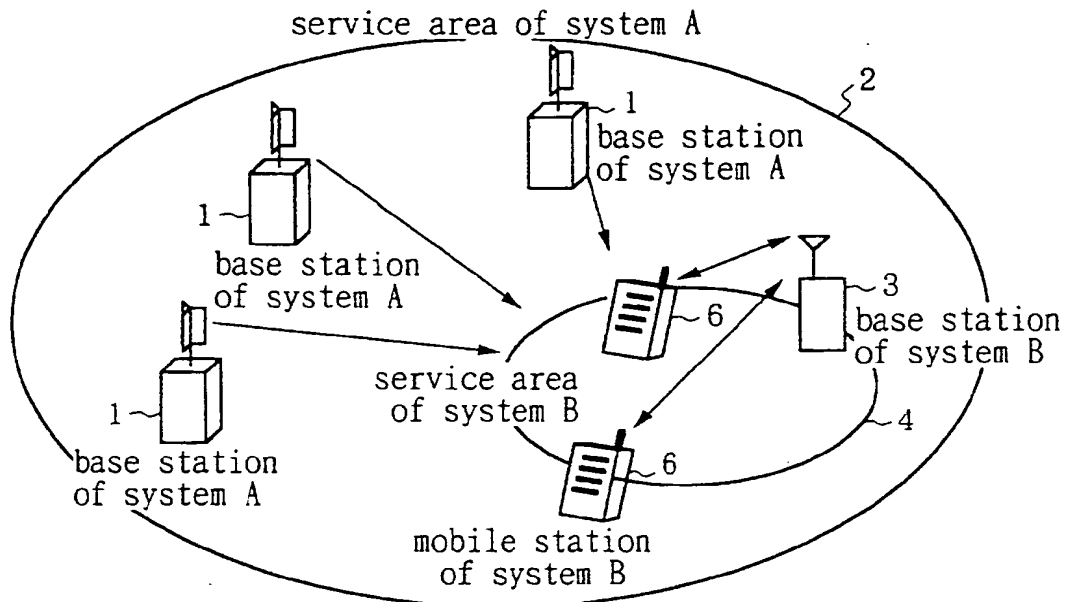 service area of system A
2
1
base station
of system A
1
base station
of system A
3
base station
of system B
6
service area
of system B
1
base station
of system A
4
6
mobile station
of system B